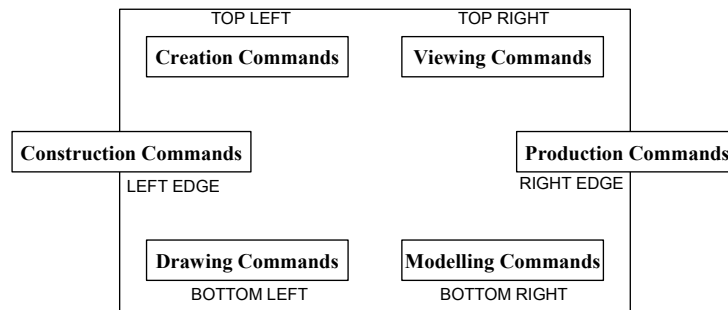 TOP LEFT
TOP RIGHT
Creation Commands
Viewing Commands
Construction Commands
Production Commands
LEFT EDGE
RIGHT EDGE
Drawing Commands
Modelling Commands
BOTTOM LEFT
BOTTOM RIGHT